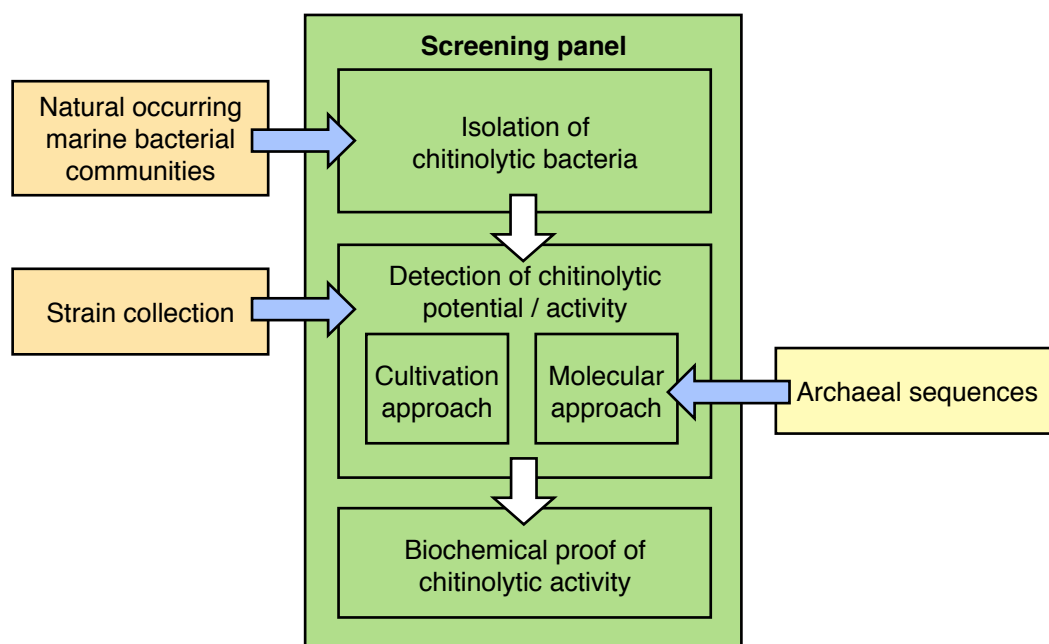 Screening panel
Natural occurring
marine bacterial
communities
Isolation of
chitinolytic bacteria
Strain collection
Detection of chitinolytic
potential / activity
Cultivation
approach
Molecular
approach
Archaeal sequences
Biochemical proof of
chitinolytic activity